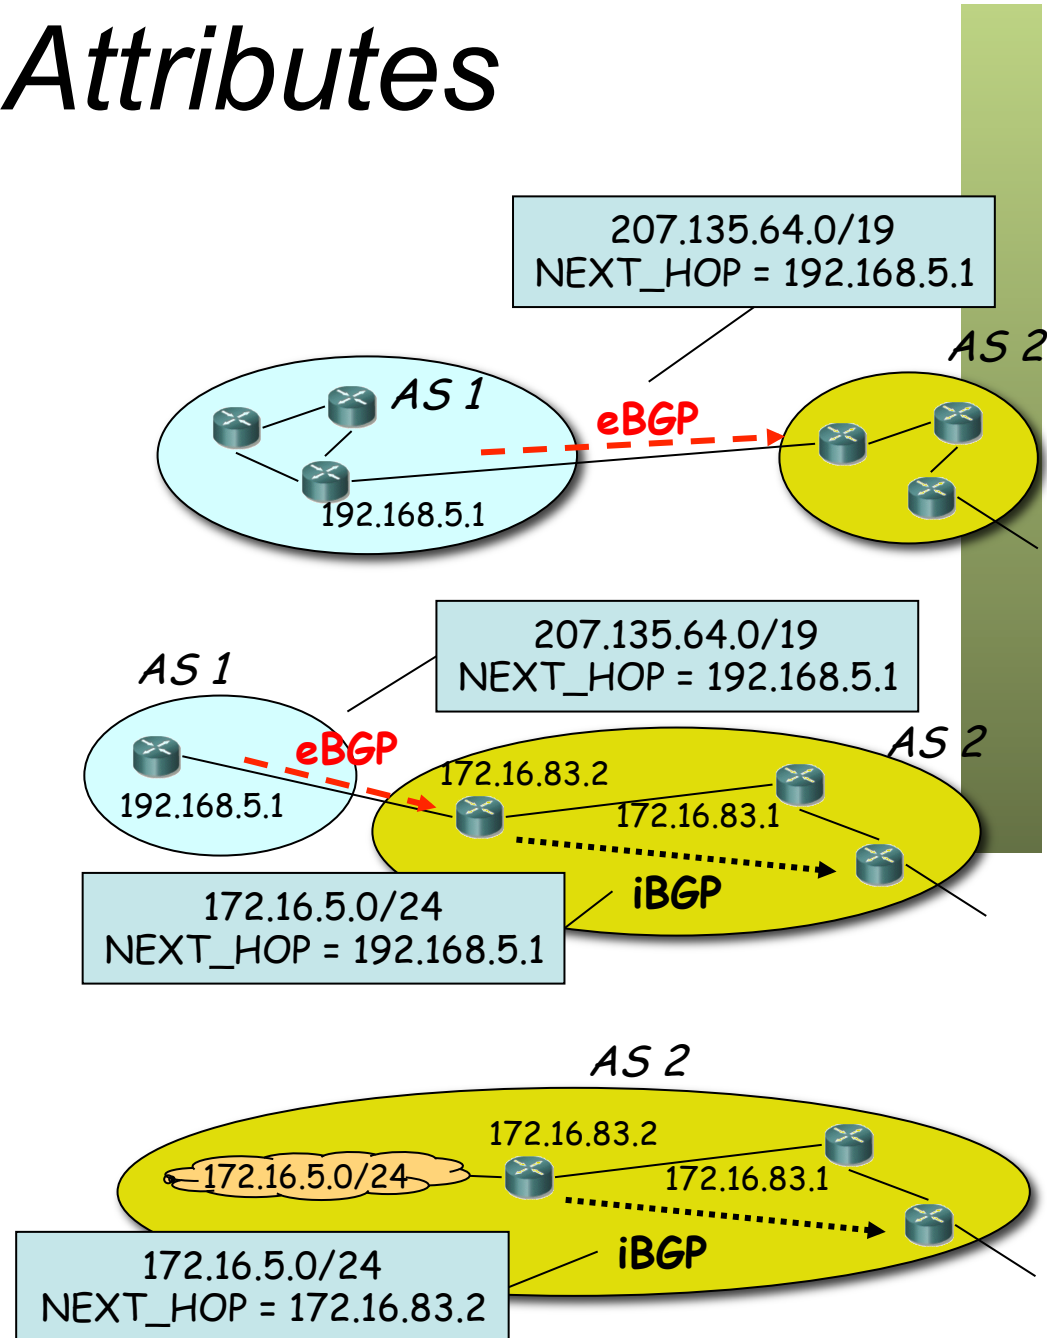 Attributes
207.135.64.0/19
NEXT_HOP = 192.168.5.1
AS 2
AS 1
eBGP
192.168.5.1
207.135.64.0/19
NEXT_HOP = 192.168.5.1
AS 1
AS 2
eBGP
172.16.83.2
192.168.5.1
172.16.83.1
iBGP
172.16.5.0/24
NEXT_HOP = 192.168.5.1
AS 2
172.16.83.2
172.16.5.0/24
172.16.83.1
iBGP
172.16.5.0/24
NEXT_HOP = 172.16.83.2